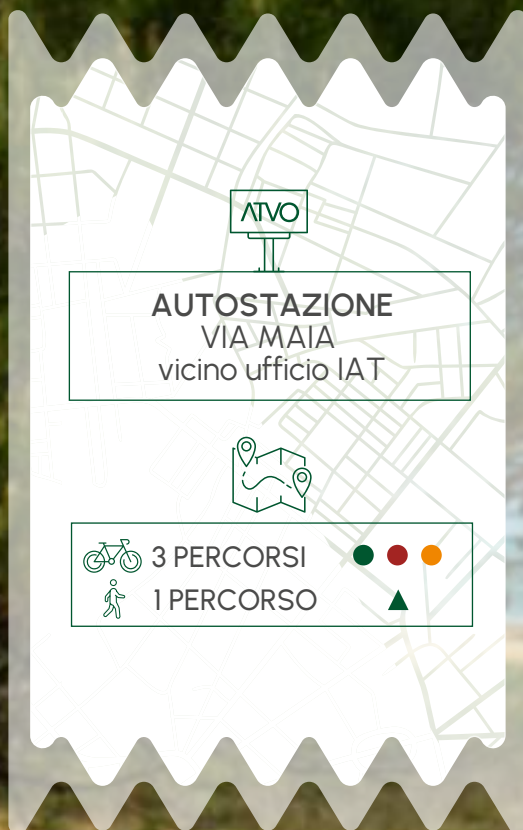 ATVO
AUTOSTAZIONE
VIA MAIA
vicino ufficio IAT
3 PERCORSI
1 PERCORSO